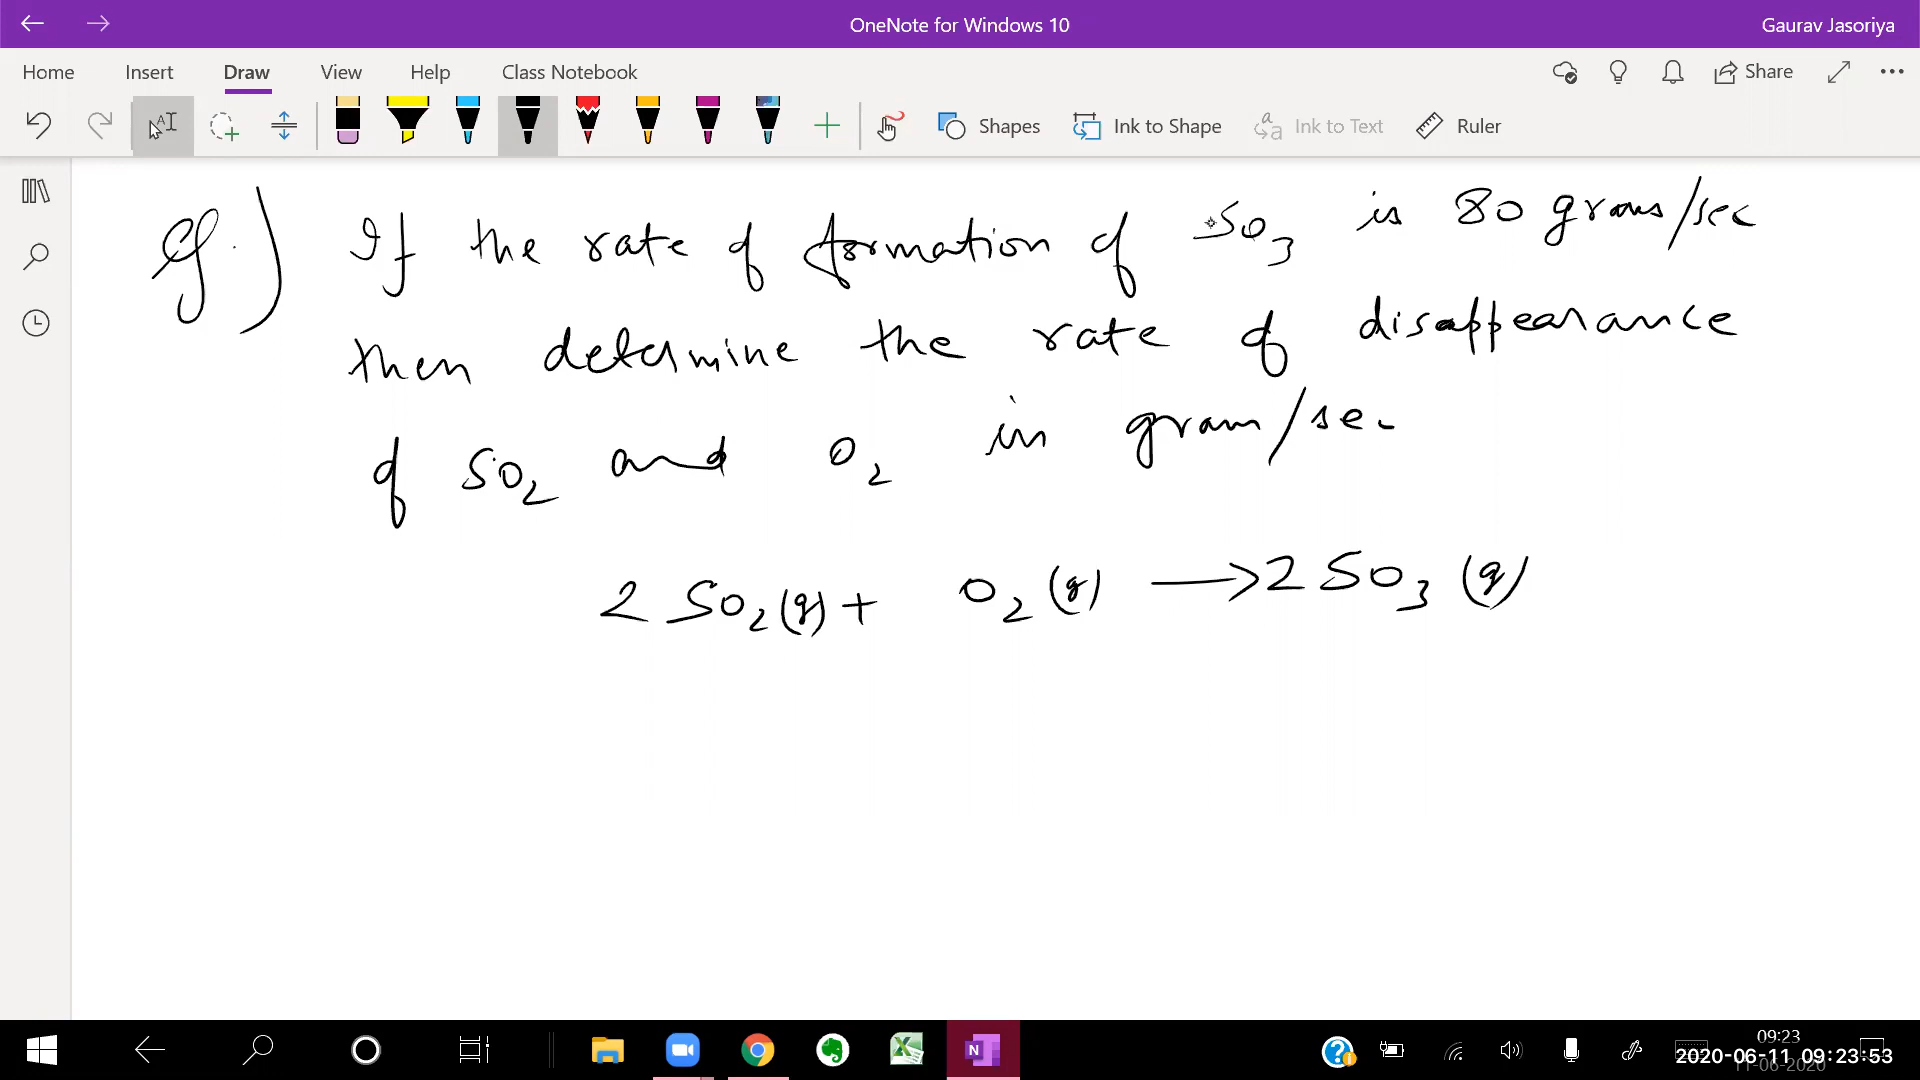 OneNote for Windows 10
Gaurav Jasoriya
Home Insert Draw View Help Class Notebook Share
Shapes Ink to Shape Ink to Text Ruler
If the rate of formation of SO3 is 80 grams/sec
then determine the rate of disappearance
of SO2 and O2 in gram/sec
2 SO2 (g) + O2 (g) → 2 SO3 (g)
09:23
2020-06-11 09:23:53
11-06-2020